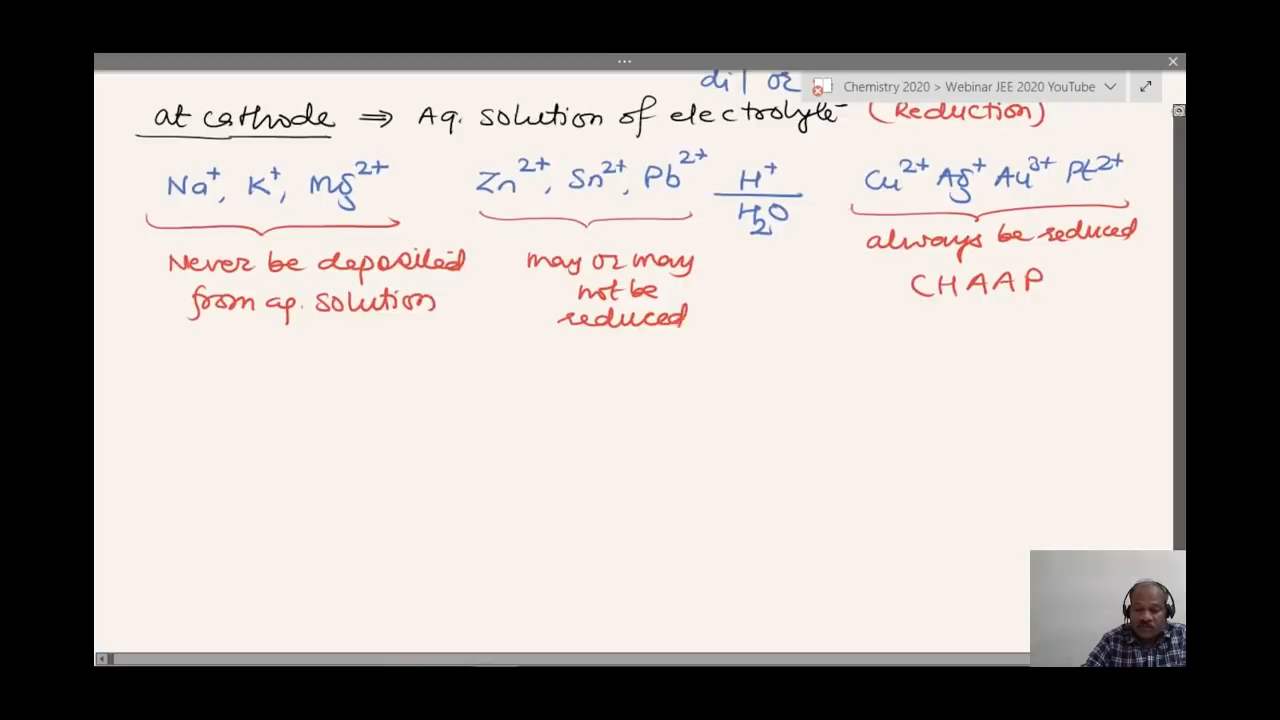 dil or
Chemistry 2020 > Webinar JEE 2020 YouTube
at cathode ⇒ Aq. solution of electrolyte (Reduction)
Na⁺, K⁺, Mg²⁺ Zn²⁺, Sn²⁺, Pb²⁺ H⁺ Cu²⁺ Ag⁺ Au³⁺ Pt²⁺
H₂O
Never be deposited
from aq. solution
may or may
not be
reduced
always be reduced
CHAAP